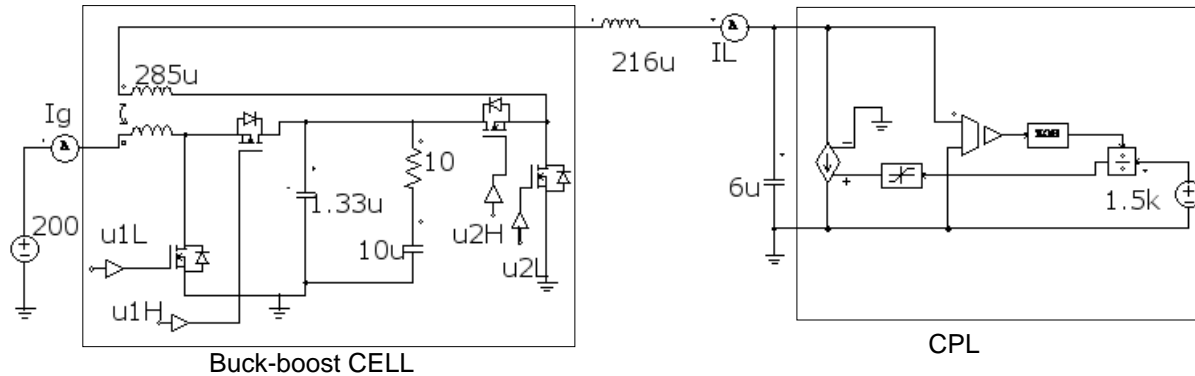 285u
216u
IL
Ig
10
1.33u
10u
6u
1.5k
200
u1L
u1H
u2H
u2L
A
A
Buck-boost CELL
CPL